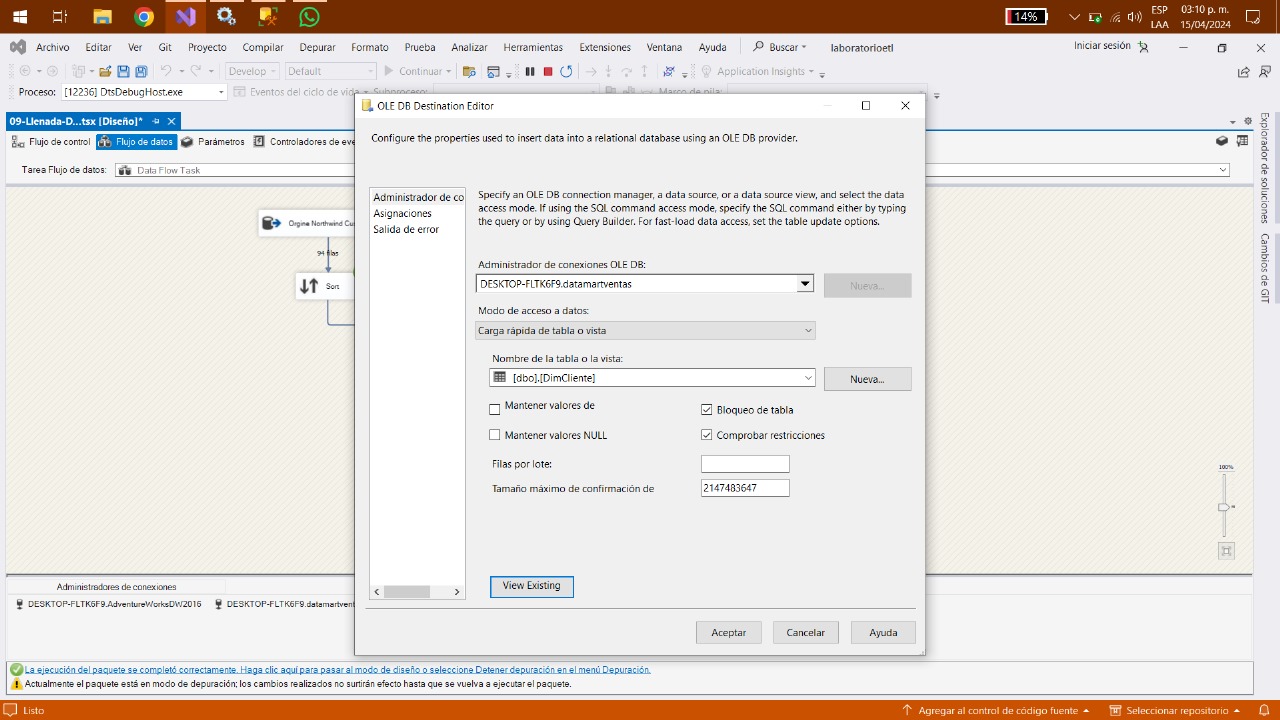 14%
ESP
LAA
03:10 p. m.
15/04/2024
Archivo Editar Ver Git Proyecto Compilar Depurar Formato Prueba Analizar Herramientas Extensiones Ventana Ayuda Buscar laboratorioetl Iniciar sesión
Develop Default Continuar Application Insights
Proceso: [12236] DtsDebugHost.exe Eventos del ciclo de vida Subproceso: Marco de pila:
09-Llenada-D...tsx [Diseño]*
Flujo de control Flujo de datos Parámetros Controladores de eve
Tarea Flujo de datos: Data Flow Task
Orgine Northwind Cu
94 filas
Sort
OLE DB Destination Editor
Configure the properties used to insert data into a relational database using an OLE DB provider.
Administrador de co
Asignaciones
Salida de error
Specify an OLE DB connection manager, a data source, or a data source view, and select the data
access mode. If using the SQL command access mode, specify the SQL command either by typing
the query or by using Query Builder. For fast-load data access, set the table update options.
Administrador de conexiones OLE DB:
DESKTOP-FLTK6F9.datamartventas Nueva...
Modo de acceso a datos:
Carga rápida de tabla o vista
Nombre de la tabla o la vista:
[dbo].[DimCliente] Nueva...
Mantener valores de Bloqueo de tabla
Mantener valores NULL Comprobar restricciones
Filas por lote:
Tamaño máximo de confirmación de 2147483647
View Existing
Aceptar Cancelar Ayuda
100%
Explorador de soluciones
Cambios de GIT
Administradores de conexiones
DESKTOP-FLTK6F9.AdventureWorksDW2016 DESKTOP-FLTK6F9.datamartvent
La ejecución del paquete se completó correctamente. Haga clic aquí para pasar al modo de diseño o seleccione Detener depuración en el menú Depuración.
Actualmente el paquete está en modo de depuración; los cambios realizados no surtirán efecto hasta que se vuelva a ejecutar el paquete.
Listo Agregar al control de código fuente Seleccionar repositorio